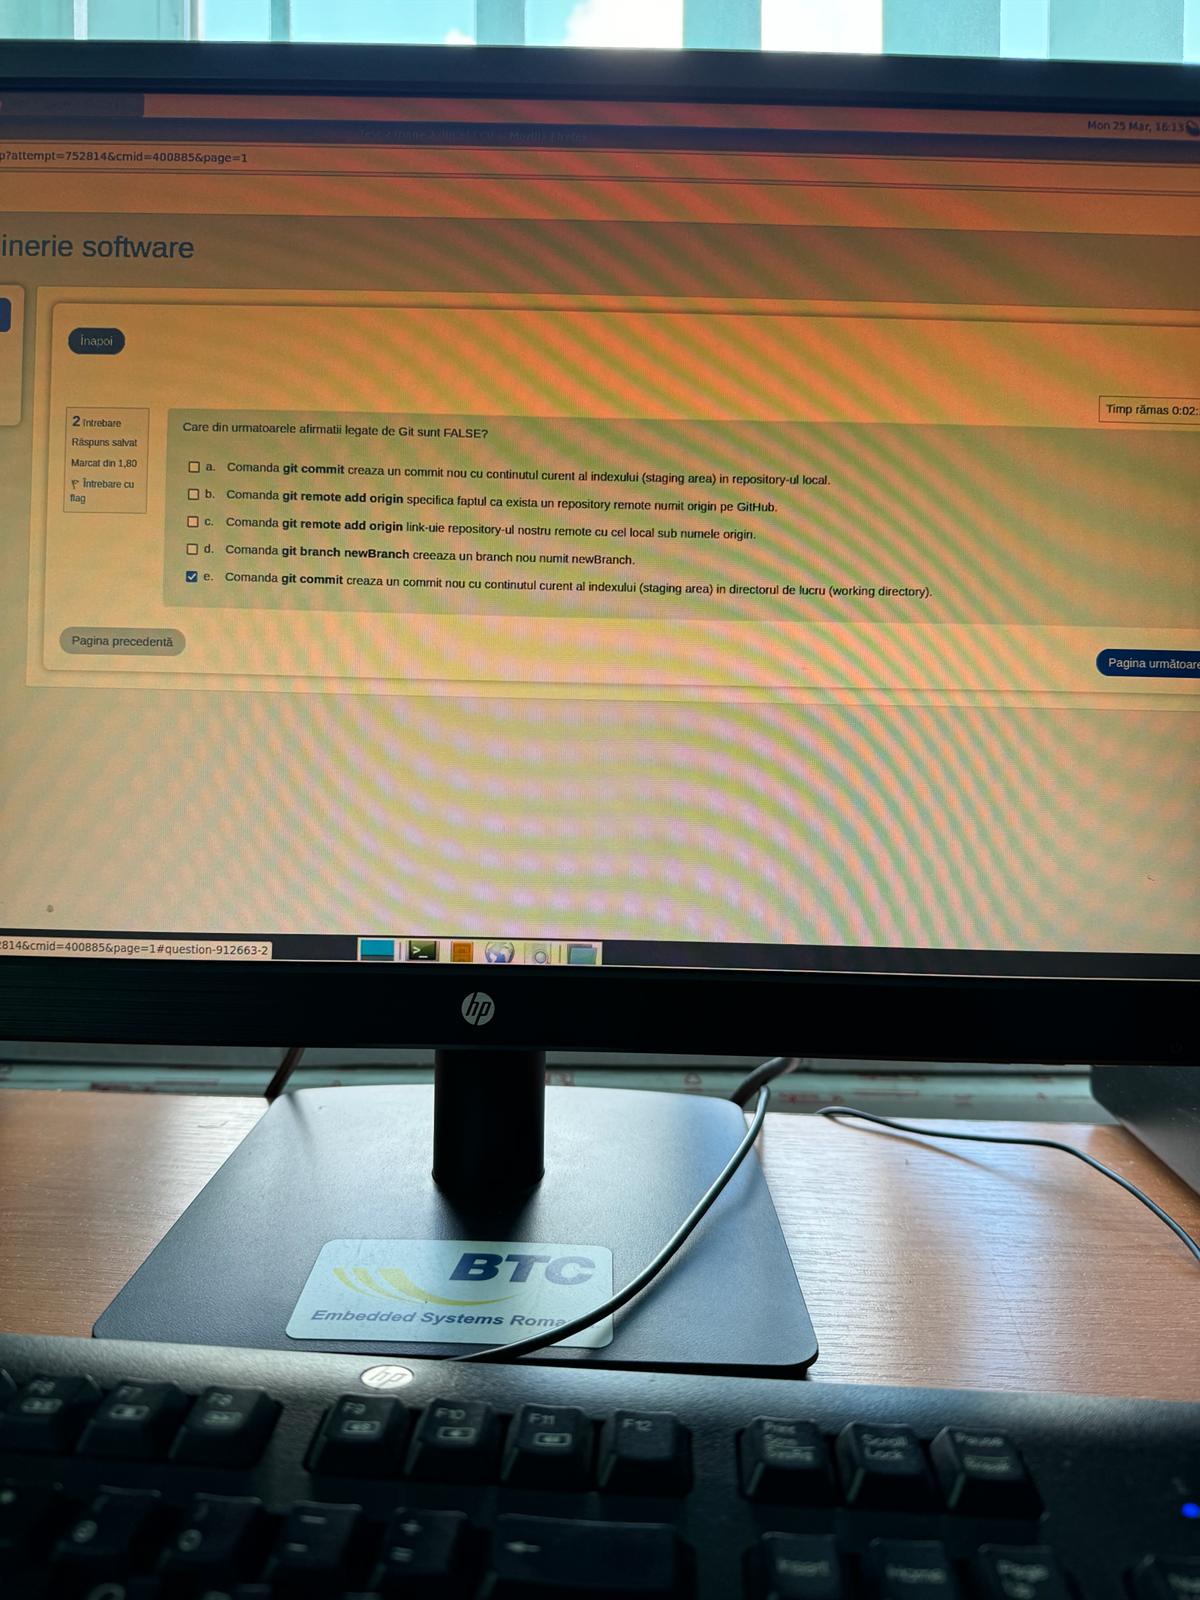 Mon 25 Mar, 16:13
p?attempt=752814&cmid=400885&page=1
inerie software
Înapoi
Timp rămas 0:02:
2 întrebare
Răspuns salvat
Marcat din 1,80
Întrebare cu
flag
Care din urmatoarele afirmatii legate de Git sunt FALSE?
a. Comanda git commit creaza un commit nou cu continutul curent al indexului (staging area) in repository-ul local.
b. Comanda git remote add origin specifica faptul ca exista un repository remote numit origin pe GitHub.
c. Comanda git remote add origin link-uie repository-ul nostru remote cu cel local sub numele origin.
d. Comanda git branch newBranch creeaza un branch nou numit newBranch.
e. Comanda git commit creaza un commit nou cu continutul curent al indexului (staging area) in directorul de lucru (working directory).
Pagina precedentă
Pagina următoare
2814&cmid=400885&page=1#question-912663-2
hp
BTC
Embedded Systems Roma
hp
F9 F10 F11 F12
Scroll
Lock
Pause
Break
Insert Home Page